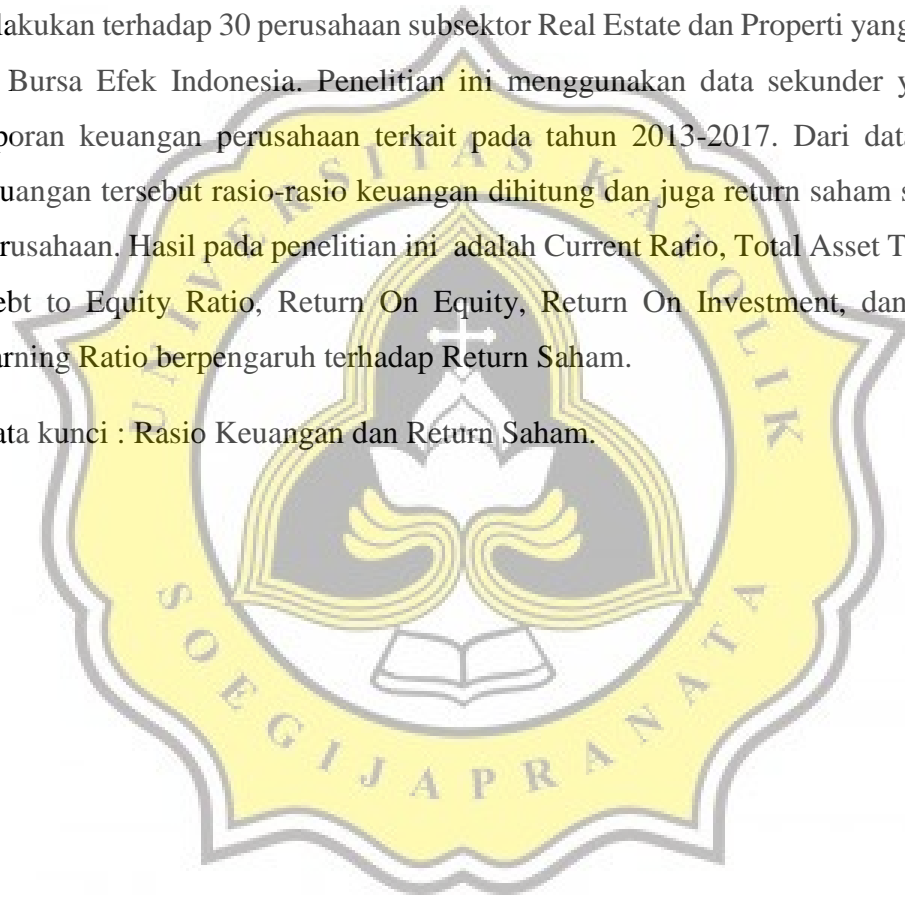 lakukan terhadap 30 perusahaan subsektor Real Estate dan Properti yang
Bursa Efek Indonesia. Penelitian ini menggunakan data sekunder y
poran keuangan perusahaan terkait pada tahun 2013-2017. Dari data
uangan tersebut rasio-rasio keuangan dihitung dan juga return saham s
rusahaan. Hasil pada penelitian ini adalah Current Ratio, Total Asset T
ebt to Equity Ratio, Return On Equity, Return On Investment, dan
arning Ratio berpengaruh terhadap Return Saham.
ata kunci : Rasio Keuangan dan Return Saham.
UNIVERSITAS KATOLIK
SOEGIJAPRANATA